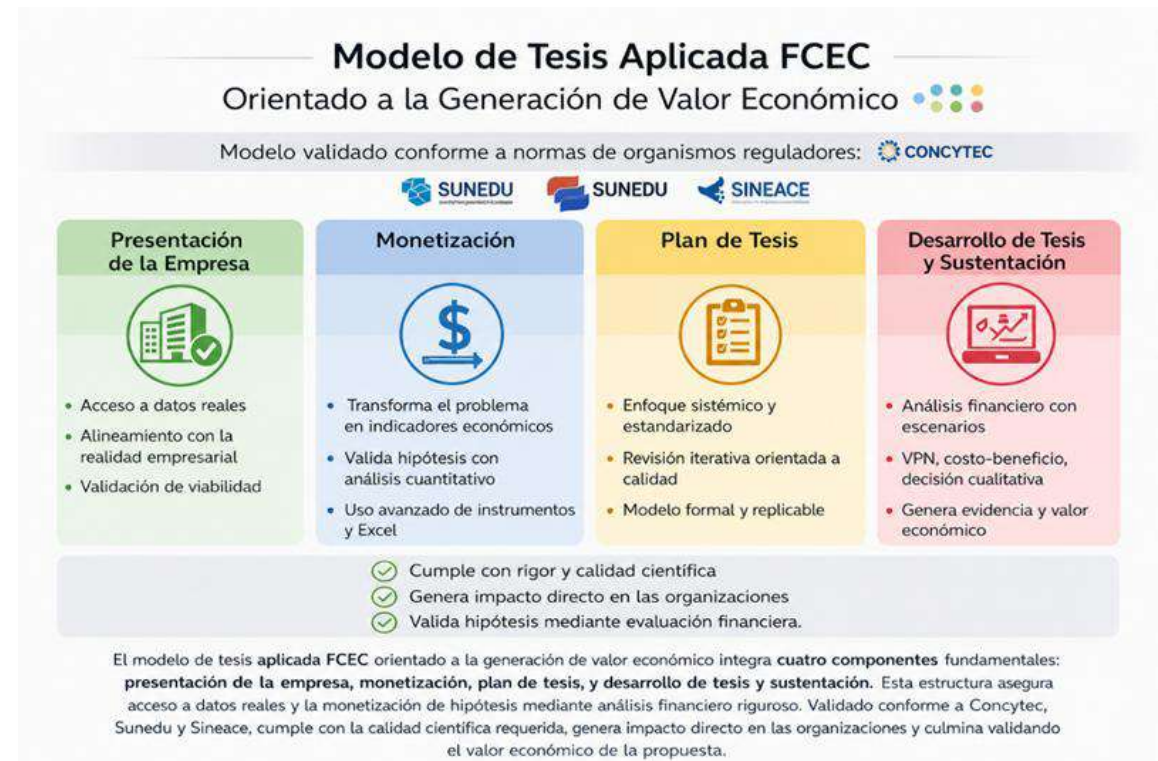 Modelo de Tesis Aplicada FCEC
Orientado a la Generación de Valor Económico
Modelo validado conforme a normas de organismos reguladores: CONCYTEC
SUNEDU SUNEDU SINEACE
Presentación
de la Empresa
• Acceso a datos reales
• Alineamiento con la
realidad empresarial
• Validación de viabilidad
Monetización
$
• Transforma el problema
en indicadores económicos
• Valida hipótesis con
análisis cuantitativo
• Uso avanzado de instrumentos
y Excel
Plan de Tesis
• Enfoque sistémico y
estandarizado
• Revisión iterativa orientada a
calidad
• Modelo formal y replicable
Desarrollo de Tesis
y Sustentación
• Análisis financiero con
escenarios
• VPN, costo-beneficio,
decisión cualitativa
• Genera evidencia y valor
económico
Cumple con rigor y calidad científica
Genera impacto directo en las organizaciones
Valida hipótesis mediante evaluación financiera.
El modelo de tesis aplicada FCEC orientado a la generación de valor económico integra cuatro componentes fundamentales:
presentación de la empresa, monetización, plan de tesis, y desarrollo de tesis y sustentación. Esta estructura asegura
acceso a datos reales y la monetización de hipótesis mediante análisis financiero riguroso. Validado conforme a Concytec,
Sunedu y Sineace, cumple con la calidad científica requerida, genera impacto directo en las organizaciones y culmina validando
el valor económico de la propuesta.